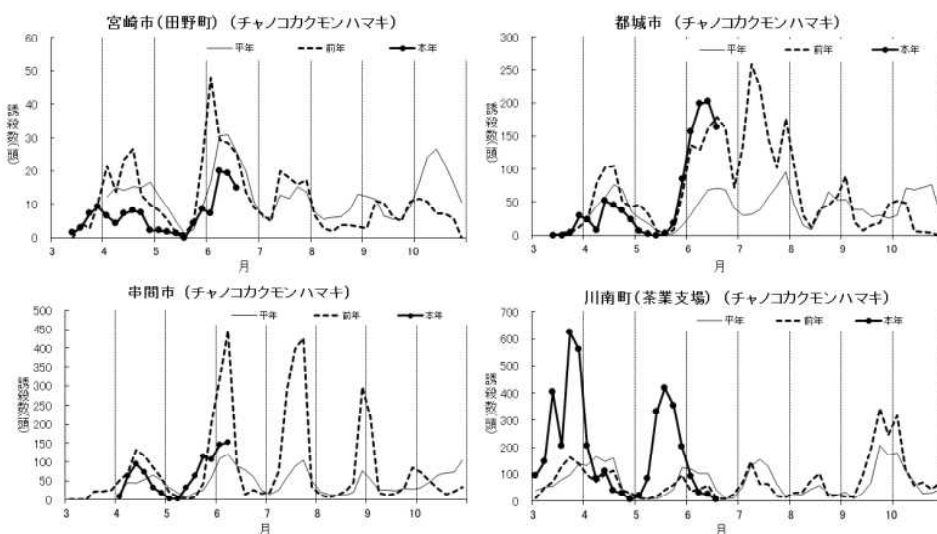 宮崎市(田野町) (チャノコカクモンハマキ)
平年 前年 本年
60
50
40
30
20
10
0
誘殺数(頭)
3 4 5 6 7 8 9 10
月
都城市 (チャノコカクモンハマキ)
平年 前年 本年
300
250
200
150
100
50
0
誘殺数(頭)
3 4 5 6 7 8 9 10
月
串間市 (チャノコカクモンハマキ)
平年 前年 本年
500
450
400
350
300
250
200
150
100
50
0
誘殺数(頭)
3 4 5 6 7 8 9 10
月
川南町(茶業支場) (チャノコカクモンハマキ)
平年 前年 本年
700
600
500
400
300
200
100
0
誘殺数(頭)
3 4 5 6 7 8 9 10
月